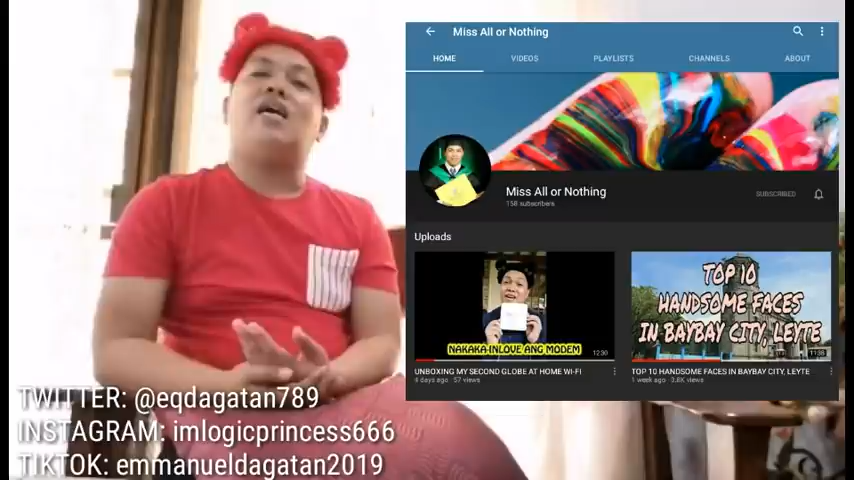 Miss All or Nothing
HOME VIDEOS PLAYLISTS CHANNELS ABOUT
Miss All or Nothing
158 subscribers
SUBSCRIBED
Uploads
NAKAKA-INLOVE ANG MODEM
12:30
UNBOXING MY SECOND GLOBE AT HOME WI-FI
4 days ago · 57 views
TOP 10
HANDSOME FACES
IN BAYBAY CITY, LEYTE
11:38
TOP 10 HANDSOME FACES IN BAYBAY CITY, LEYTE
1 week ago · 3.8K views
TWITTER: @eqdagatan789
INSTAGRAM: imlogicprincess666
TIKTOK: emmanueldagatan2019